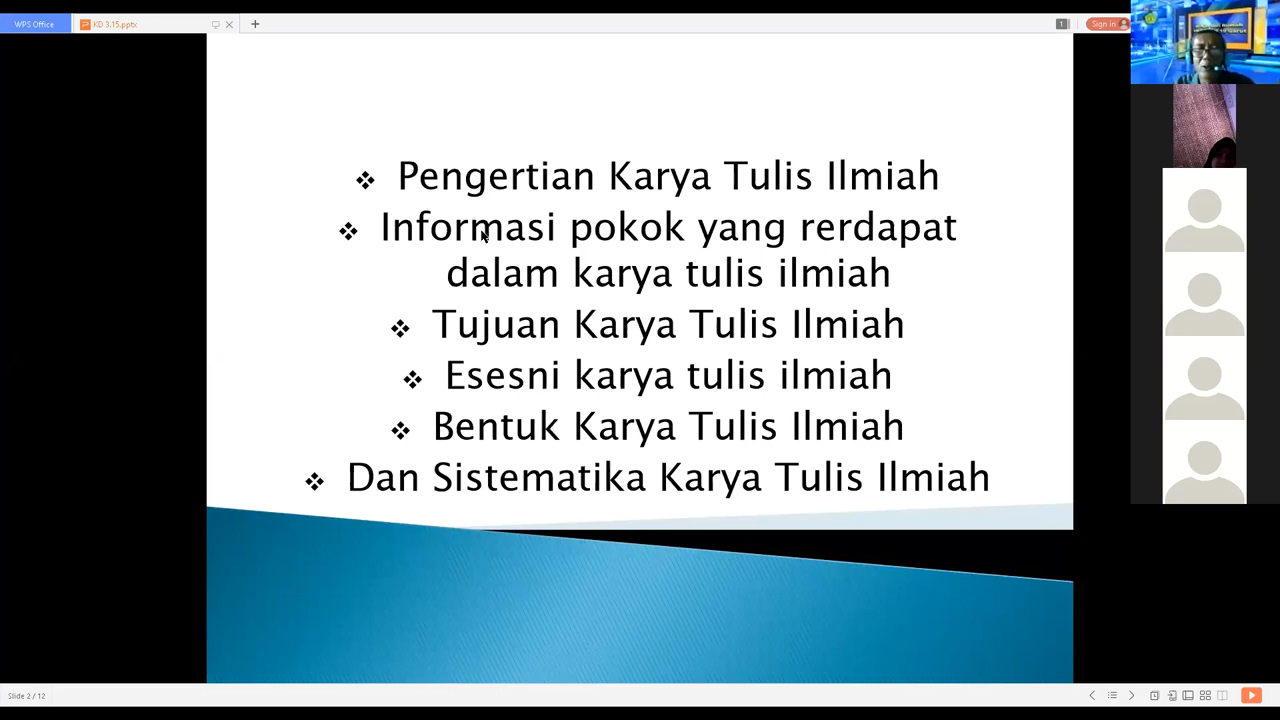 WPS Office
KD 3.15.pptx
1
Sign in
Pengertian Karya Tulis Ilmiah
Informasi pokok yang rerdapat
dalam karya tulis ilmiah
Tujuan Karya Tulis Ilmiah
Esesni karya tulis ilmiah
Bentuk Karya Tulis Ilmiah
Dan Sistematika Karya Tulis Ilmiah
Slide 2 / 12